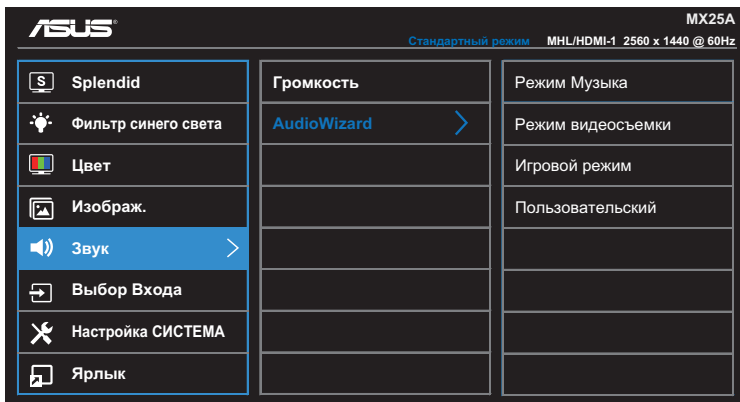 ASUS
MX25A
Стандартный режим MHL/HDMI-1 2560 x 1440 @ 60Hz
S Splendid
Фильтр синего света
Цвет
Изображ.
Звук
Выбор Входа
Настройка СИСТЕМА
Ярлык
Громкость
AudioWizard
Режим Музыка
Режим видеосъемки
Игровой режим
Пользовательский